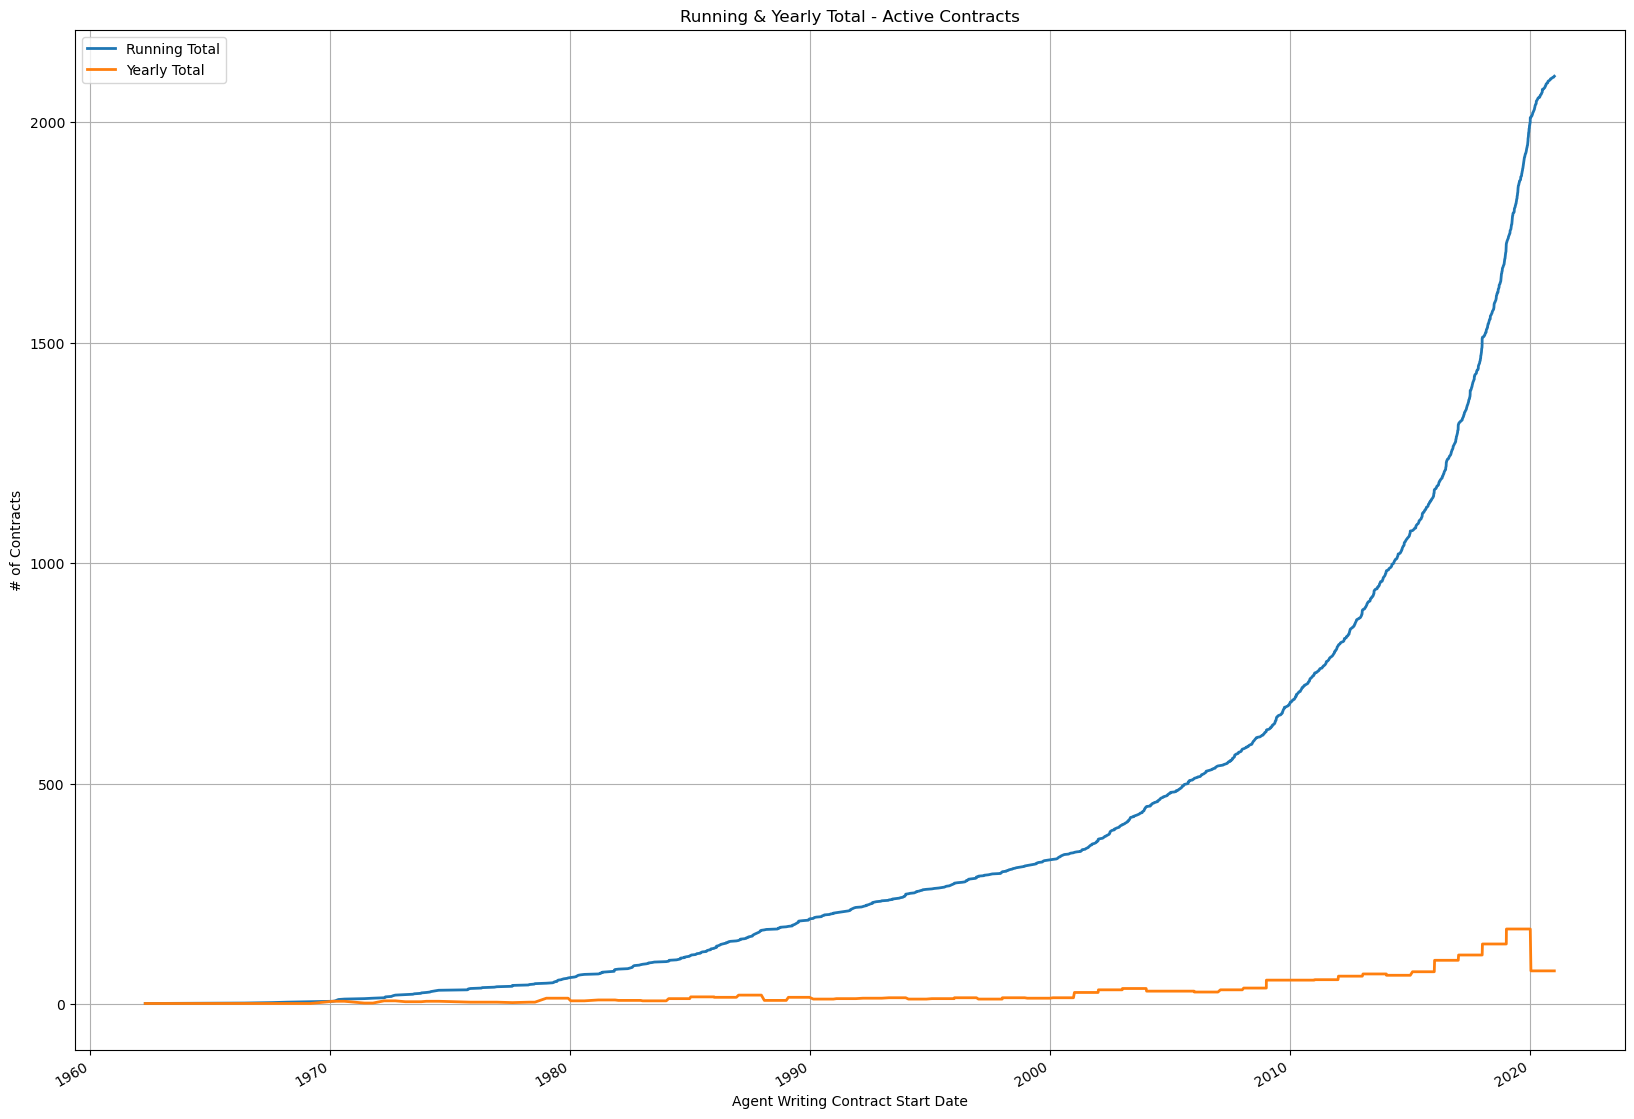 Running & Yearly Total - Active Contracts
Running Total
Yearly Total
2000
1500
1000
500
0
# of Contracts
1960
1970
1980
1990
2000
2010
2020
Agent Writing Contract Start Date